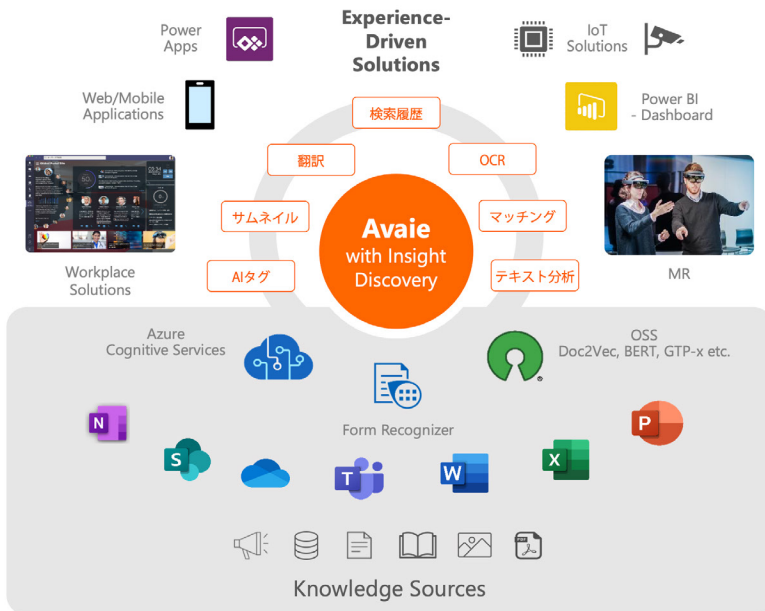 Experience-
Driven
Solutions
Power
Apps
IoT
Solutions
Web/Mobile
Applications
Power BI
- Dashboard
検索履歴
翻訳
OCR
サムネイル
マッチング
AIタグ
テキスト分析
Avaie
with Insight
Discovery
Workplace
Solutions
MR
Azure
Cognitive Services
OSS
Doc2Vec, BERT, GTP-x etc.
Form Recognizer
N
S
T
W
X
P
PDF
Knowledge Sources